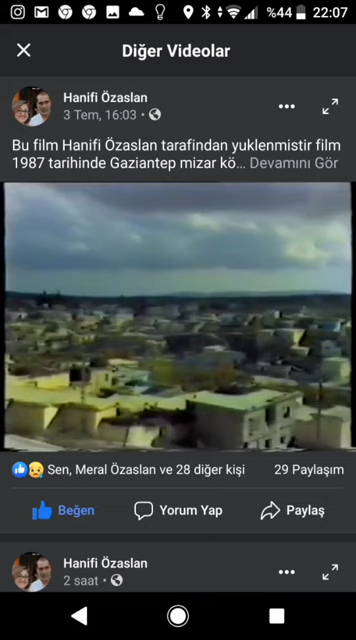 %44 22:07
Diğer Videolar
Hanifi Özaslan
3 Tem, 16:03 ·
Bu film Hanifi Özaslan tarafindan yuklenmistir film
1987 tarihinde Gaziantep mizar kö... Devamını Gör
Sen, Meral Özaslan ve 28 diğer kişi 29 Paylaşım
Beğen Yorum Yap Paylaş
Hanifi Özaslan
2 saat ·